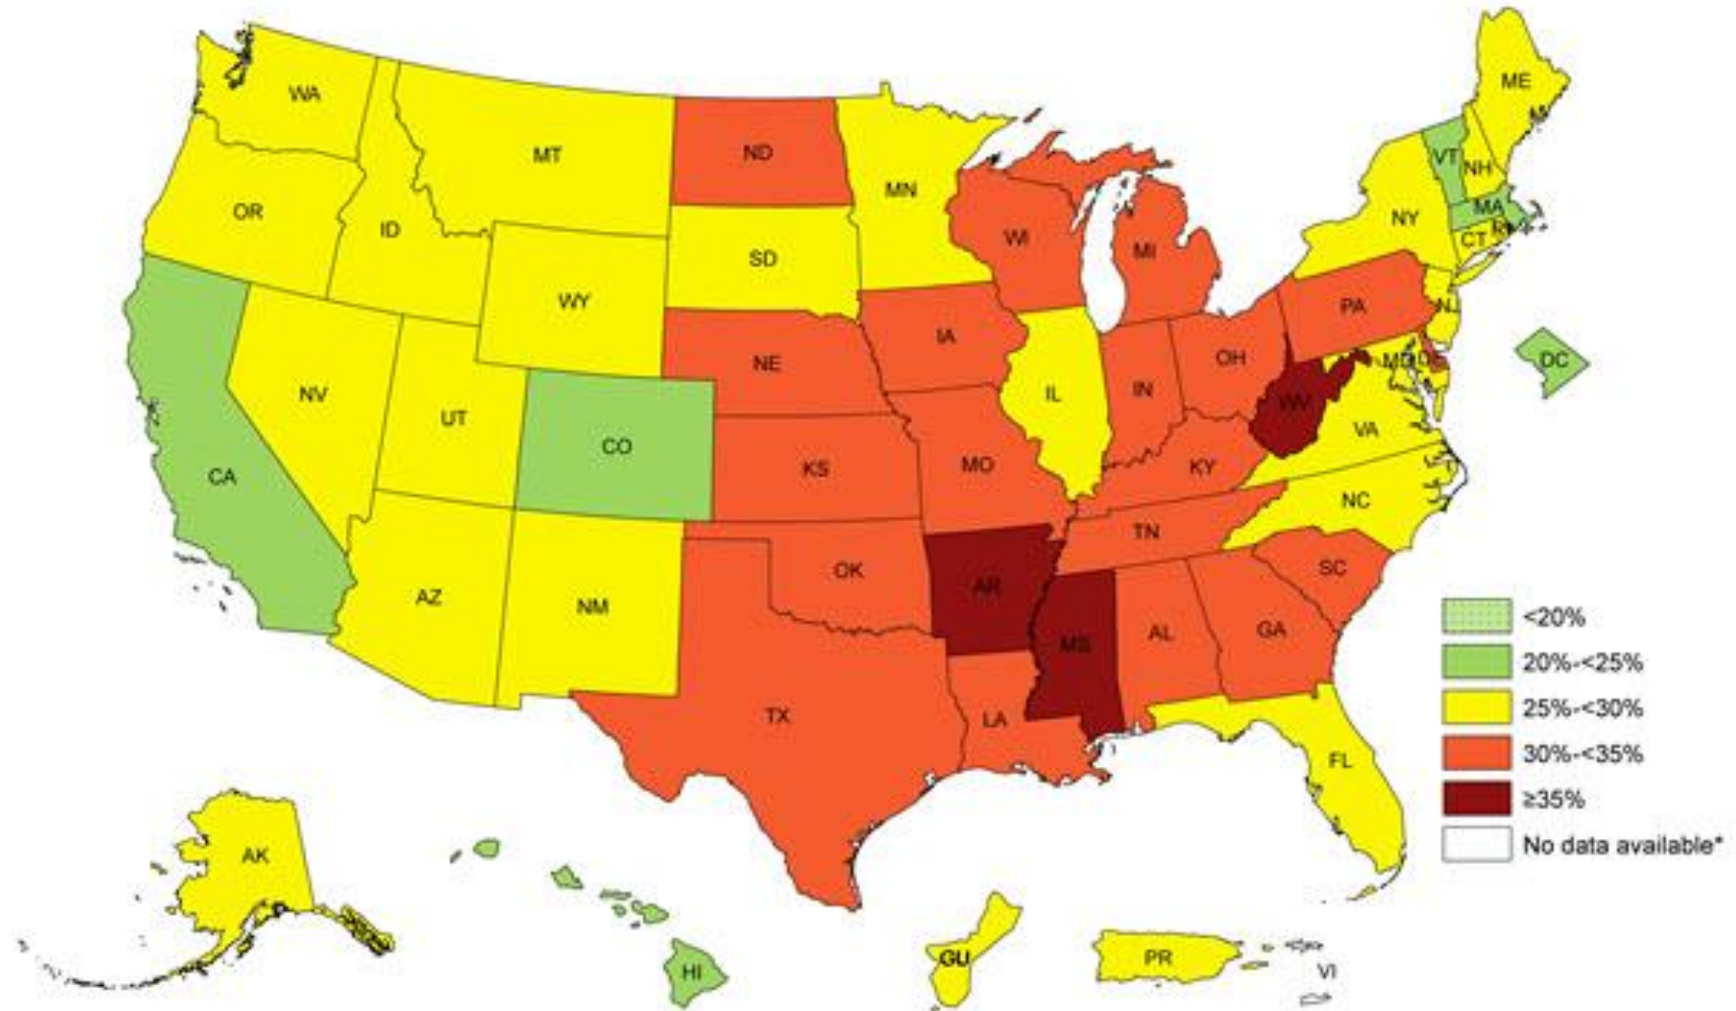 ME
WA
MT
ND
VT
NH
MN
MA
OR
NY
ID
WI
CT
RI
MI
SD
WY
PA
NJ
IA
OH
MD
DE
DC
NE
IN
WV
NV
IL
UT
VA
CO
KS
MO
KY
CA
NC
TN
SC
OK
AR
AZ
NM
AL
GA
MS
<20%
20%-<25%
TX
LA
25%-<30%
30%-<35%
FL
≥35%
No data available*
AK
HI
GU
PR
VI